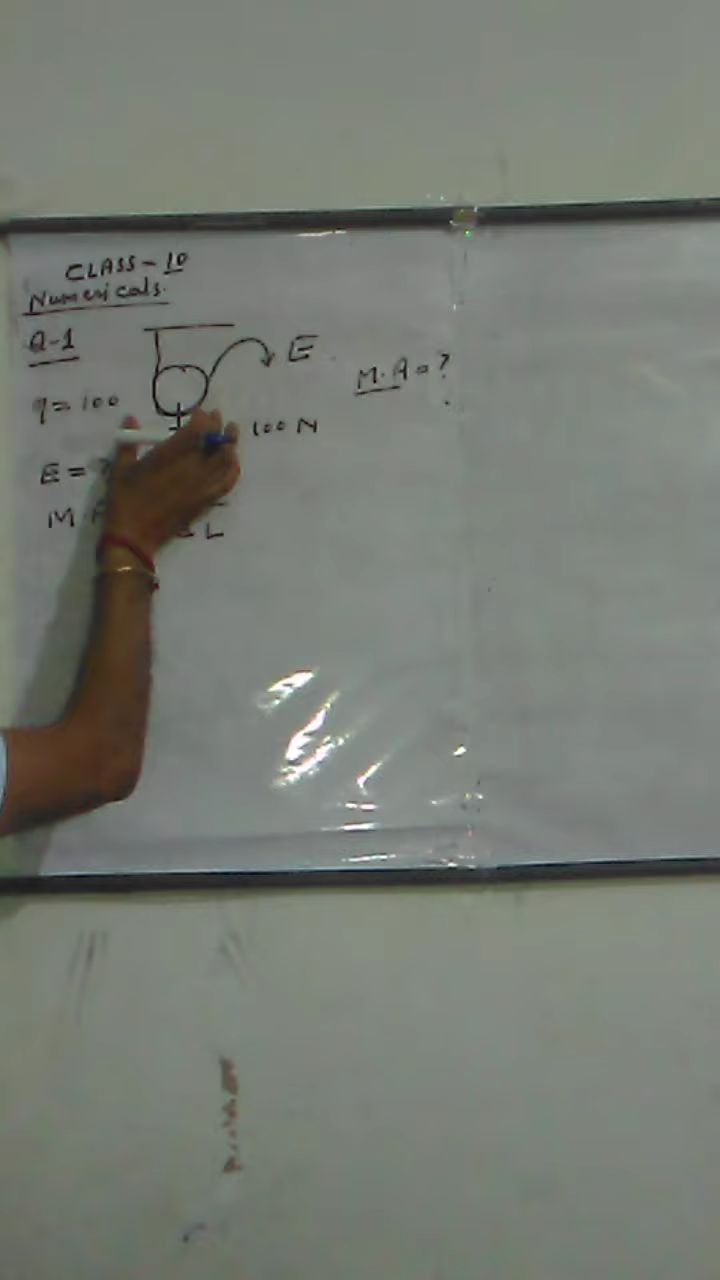 CLASS - 10
Numericals.
Q-1
E
M.A = ?
η = 100
100 N
E = ?
M.
L